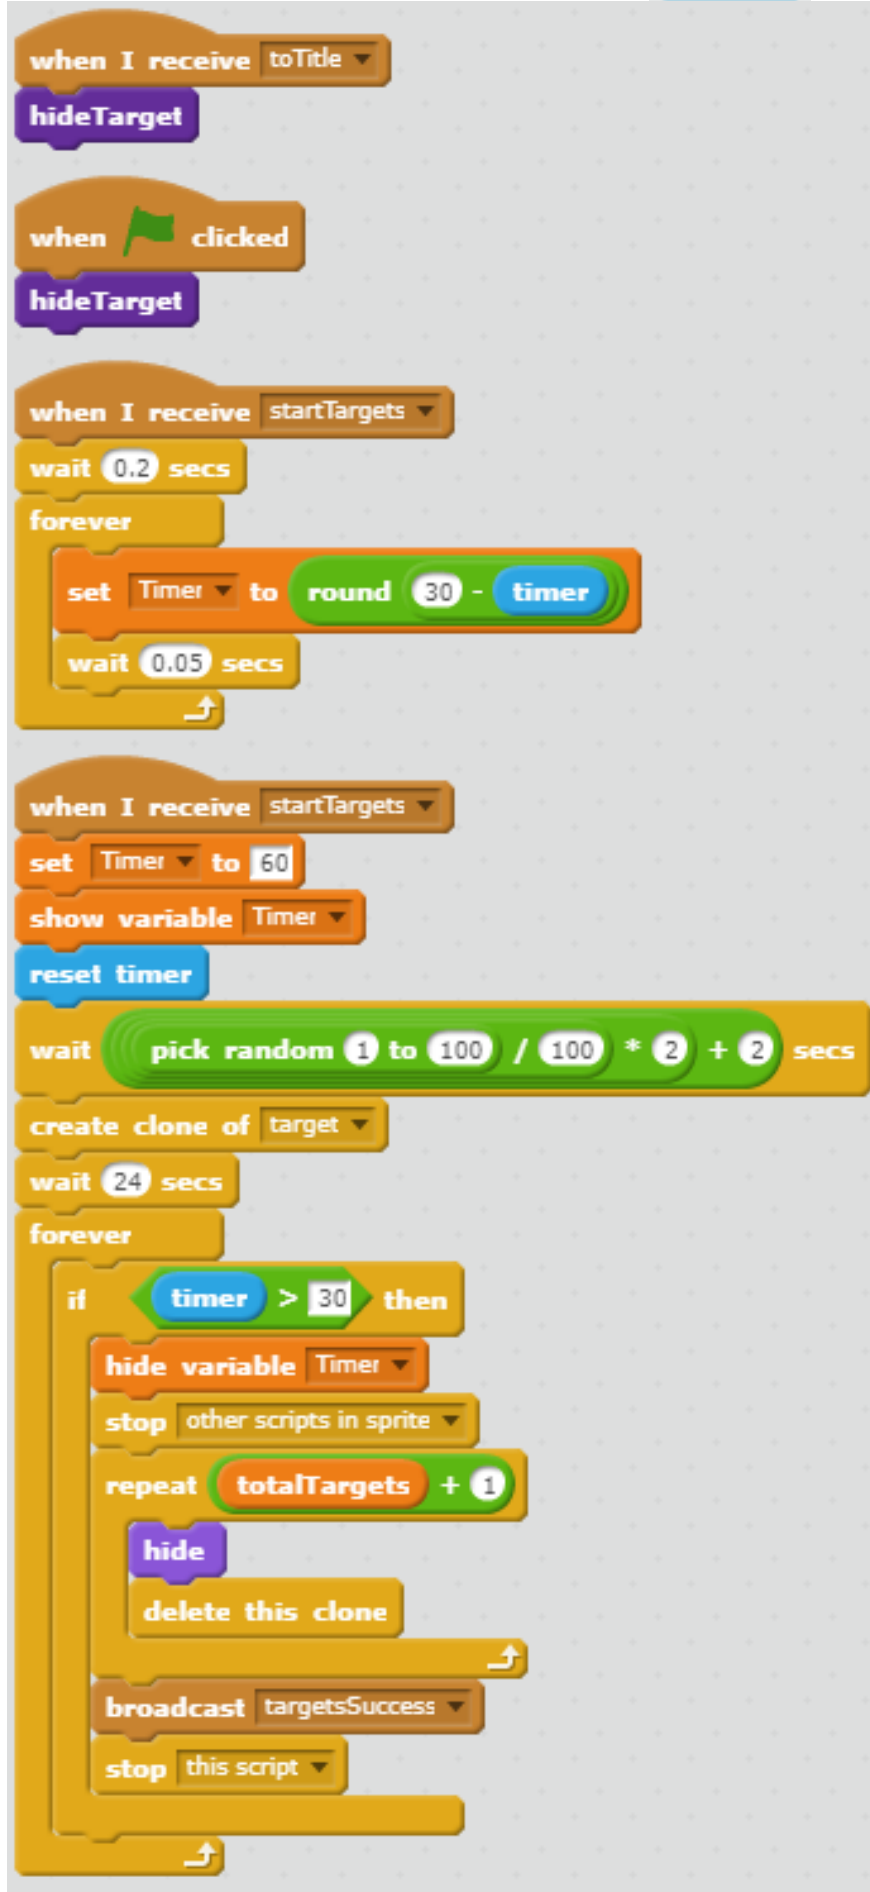 when I receive toTitle
hideTarget
when clicked
hideTarget
when I receive startTargets
wait 0.2 secs
forever
set Timer to round 30 - timer
wait 0.05 secs
when I receive startTargets
set Timer to 60
show variable Timer
reset timer
wait pick random 1 to 100 / 100 * 2 + 2 secs
create clone of target
wait 24 secs
forever
if timer > 30 then
hide variable Timer
stop other scripts in sprite
repeat totalTargets + 1
hide
delete this clone
broadcast targetsSuccess
stop this script